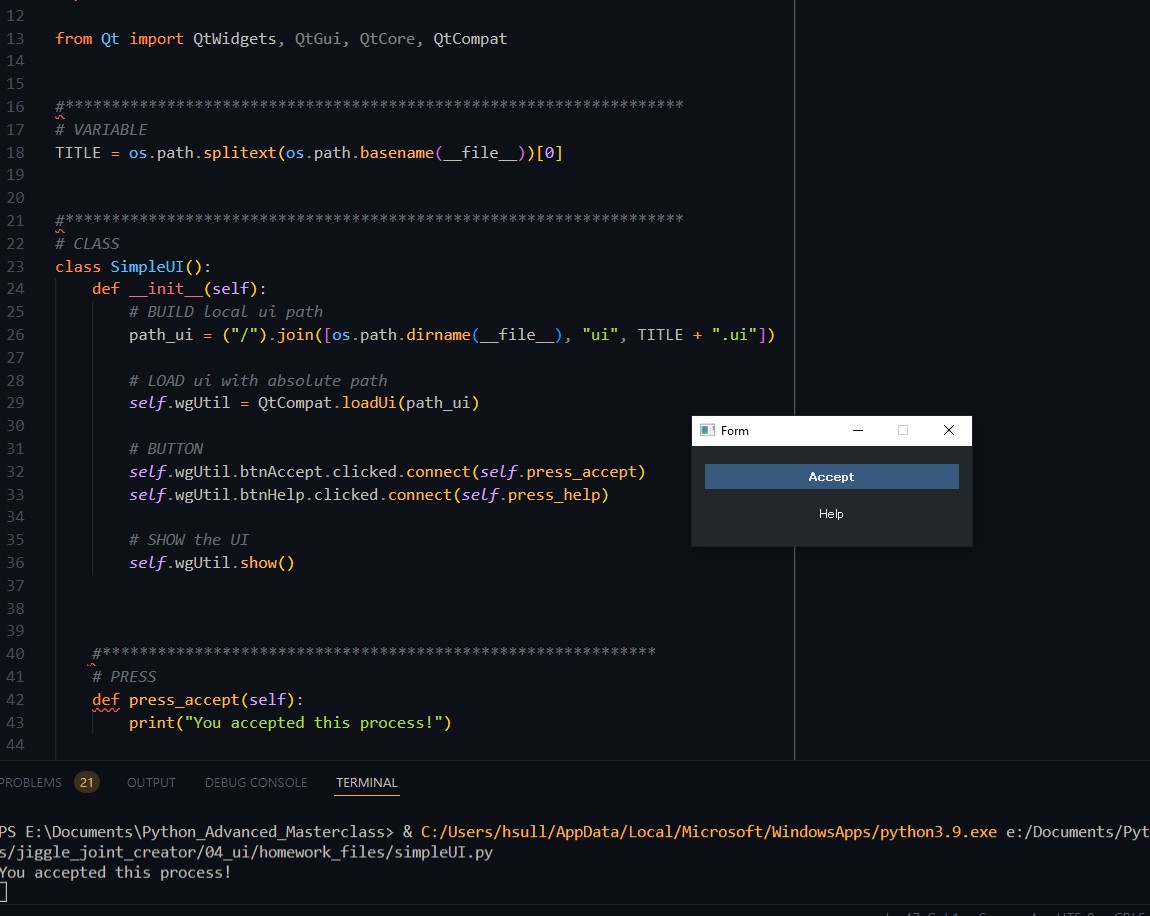 12
13 from Qt import QtWidgets, QtGui, QtCore, QtCompat
14
15
16 #*******************************************************************
17 # VARIABLE
18 TITLE = os.path.splitext(os.path.basename(__file__))[0]
19
20
21 #*******************************************************************
22 # CLASS
23 class SimpleUI():
24 def __init__(self):
25 # BUILD local ui path
26 path_ui = ("/").join([os.path.dirname(__file__), "ui", TITLE + ".ui"])
27
28 # LOAD ui with absolute path
29 self.wgUtil = QtCompat.loadUi(path_ui)
30
31 # BUTTON
32 self.wgUtil.btnAccept.clicked.connect(self.press_accept)
33 self.wgUtil.btnHelp.clicked.connect(self.press_help)
34
35 # SHOW the UI
36 self.wgUtil.show()
37
38
39
40 #************************************************************
41 # PRESS
42 def press_accept(self):
43 print("You accepted this process!")
44
Form
Accept
Help
PROBLEMS 21 OUTPUT DEBUG CONSOLE TERMINAL
PS E:\Documents\Python_Advanced_Masterclass> & C:/Users/hsull/AppData/Local/Microsoft/WindowsApps/python3.9.exe e:/Documents/Pyt
s/jiggle_joint_creator/04_ui/homework_files/simpleUI.py
You accepted this process!